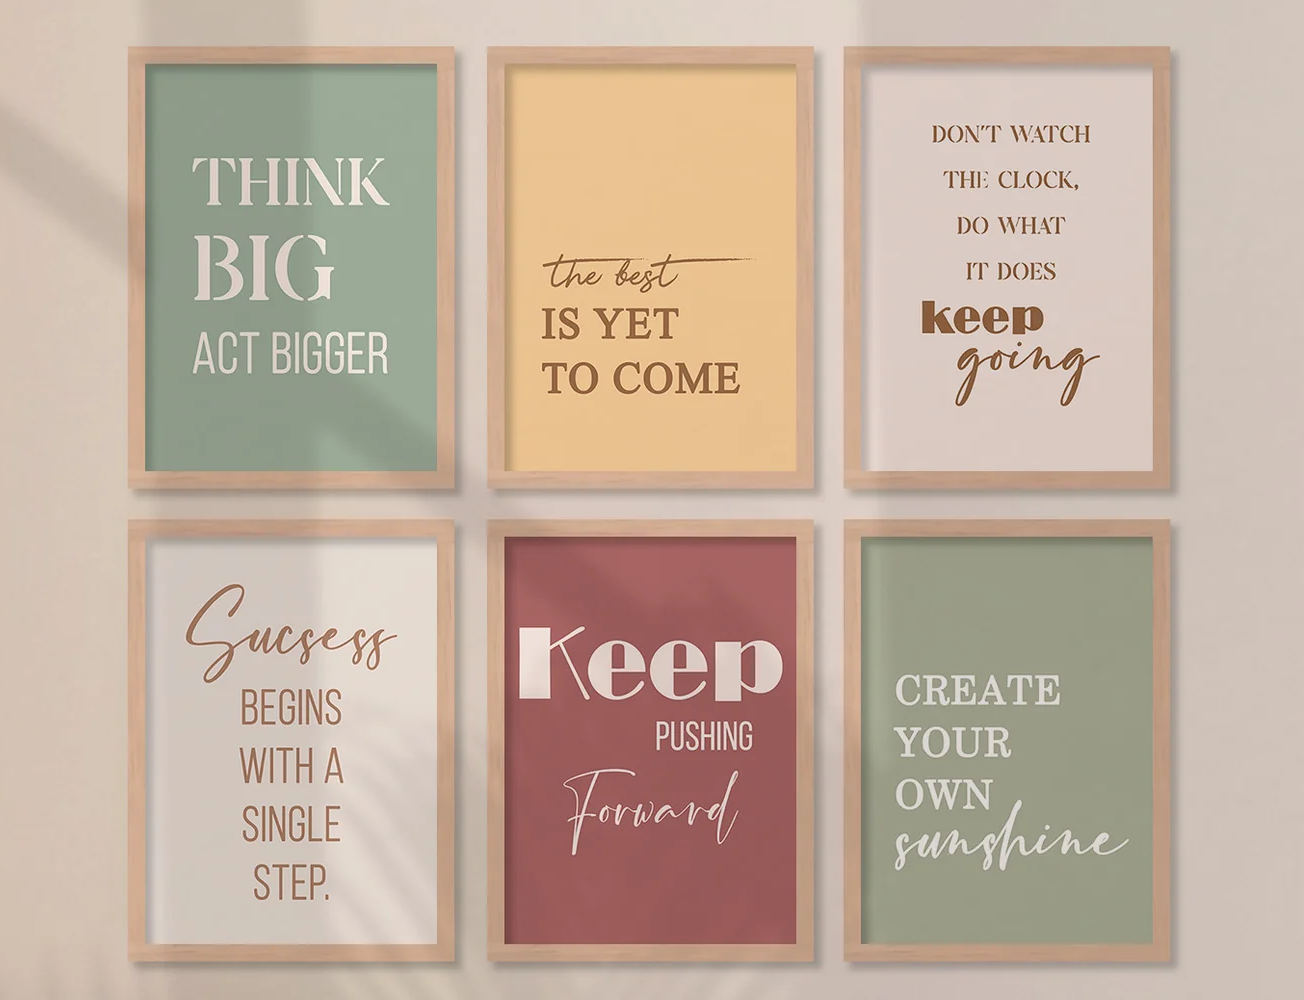 THINK
BIG
ACT BIGGER
the best
IS YET
TO COME
DON'T WATCH
THE CLOCK,
DO WHAT
IT DOES
keep
going
Sucsess
BEGINS
WITH A
SINGLE
STEP.
Keep
PUSHING
Forward
CREATE
YOUR
OWN
sunshine